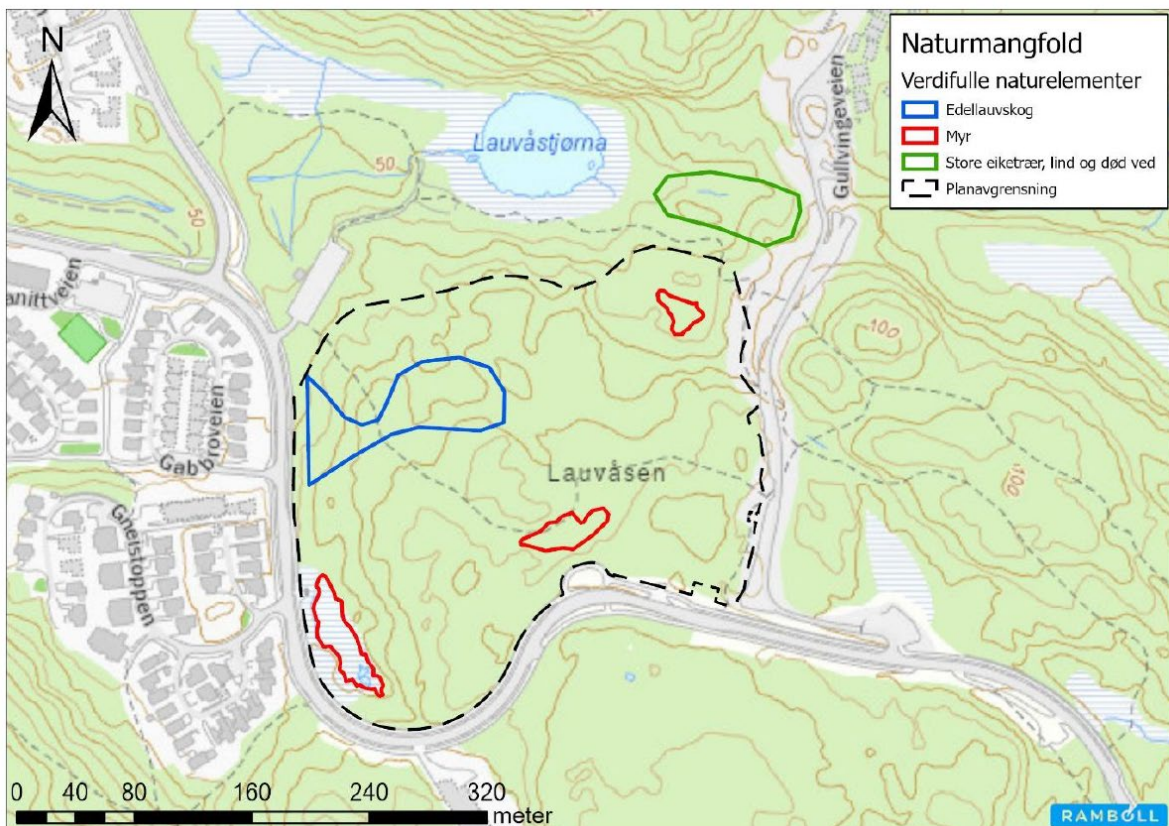 N
Naturmangfold
Verdifulle naturelementer
Edellauvskog
Myr
Store eiketrær, lind og død ved
Planavgrensning
Lauvåstjørna
Gullvingeveien
50
50
anittveien
100
Gabbroveien
Lauvåsen
100
Gneistoppen
0 40 80 160 240 320
meter
RAMBOLL